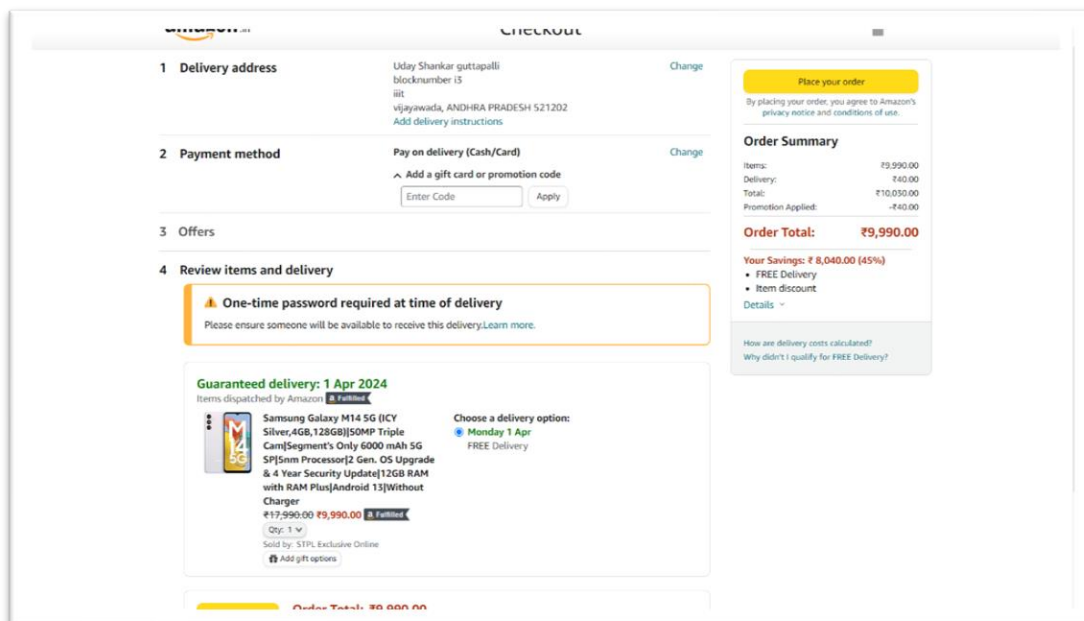 amazon.in
Checkout
1 Delivery address
Uday Shankar guttapalli
blocknumber i3
iiit
vijayawada, ANDHRA PRADESH 521202
Add delivery instructions
Change
2 Payment method
Pay on delivery (Cash/Card)
Change
Add a gift card or promotion code
Enter Code
Apply
3 Offers
4 Review items and delivery
One-time password required at time of delivery
Please ensure someone will be available to receive this delivery.Learn more.
Guaranteed delivery: 1 Apr 2024
Items dispatched by Amazon a Fulfilled
Samsung Galaxy M14 5G (ICY
Silver,4GB,128GB)|50MP Triple
Cam|Segment's Only 6000 mAh 5G
SP|5nm Processor|2 Gen. OS Upgrade
& 4 Year Security Update|12GB RAM
with RAM Plus|Android 13|Without
Charger
₹17,990.00 ₹9,990.00 a Fulfilled
Qty: 1
Sold by: STPL Exclusive Online
Add gift options
M
14
5G
Choose a delivery option:
Monday 1 Apr
FREE Delivery
Order Total: ₹9,990.00
Place your order
By placing your order, you agree to Amazon's
privacy notice and conditions of use.
Order Summary
Items: ₹9,990.00
Delivery: ₹40.00
Total: ₹10,030.00
Promotion Applied: -₹40.00
Order Total: ₹9,990.00
Your Savings: ₹ 8,040.00 (45%)
• FREE Delivery
• Item discount
Details
How are delivery costs calculated?
Why didn't I qualify for FREE Delivery?